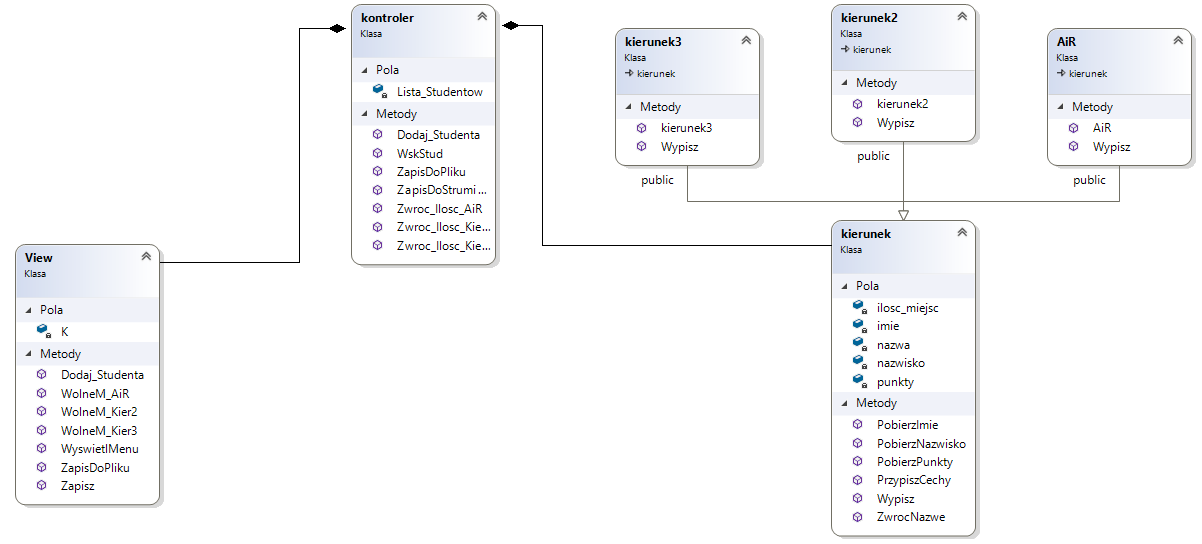 kontroler
Klasa
Pola
Lista_Studentow
Metody
Dodaj_Studenta
WskStud
ZapisDoPliku
ZapisDoStrumi...
Zwroc_Ilosc_AiR
Zwroc_Ilosc_Kie...
Zwroc_Ilosc_Kie...
kierunek3
Klasa
kierunek
Metody
kierunek3
Wypisz
public
kierunek2
Klasa
kierunek
Metody
kierunek2
Wypisz
public
AiR
Klasa
kierunek
Metody
AiR
Wypisz
public
View
Klasa
Pola
K
Metody
Dodaj_Studenta
WolneM_AiR
WolneM_Kier2
WolneM_Kier3
WyswietlMenu
ZapisDoPliku
Zapisz
kierunek
Klasa
Pola
ilosc_miejsc
imie
nazwa
nazwisko
punkty
Metody
PobierzImie
PobierzNazwisko
PobierzPunkty
PrzypiszCechy
Wypisz
ZwrocNazwe